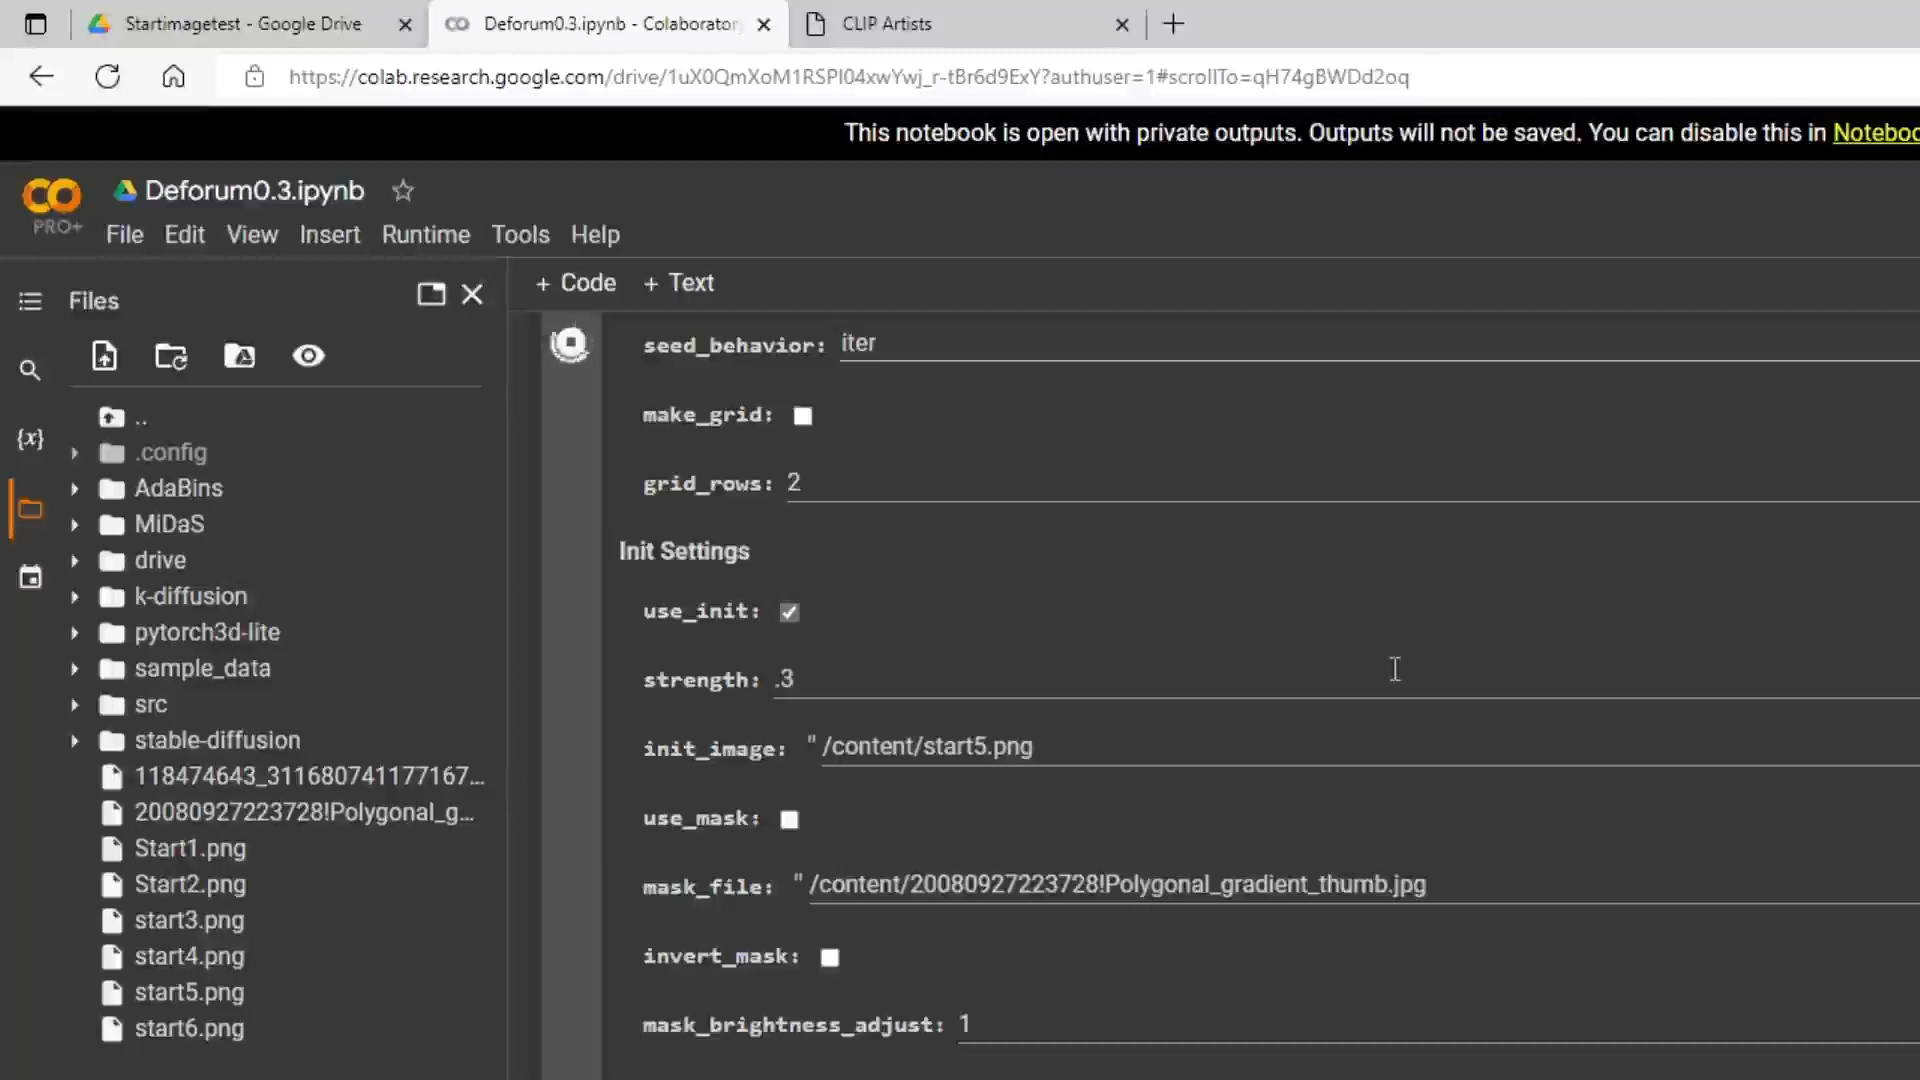 Startimagetest - Google Drive
Deforum0.3.ipynb - Colaborator
CLIP Artists
https://colab.research.google.com/drive/1uX0QmXoM1RSPI04xwYwj_r-tBr6d9ExY?authuser=1#scrollTo=qH74gBWDd2oq
This notebook is open with private outputs. Outputs will not be saved. You can disable this in Noteboo
CO
PRO+
Deforum0.3.ipynb
File Edit View Insert Runtime Tools Help
Files
+ Code + Text
..
.config
AdaBins
MiDaS
drive
k-diffusion
pytorch3d-lite
sample_data
src
stable-diffusion
118474643_311680741177167...
20080927223728!Polygonal_g...
Start1.png
Start2.png
start3.png
start4.png
start5.png
start6.png
{x}
seed_behavior: iter
make_grid:
grid_rows: 2
Init Settings
use_init:
strength: .3
init_image: "/content/start5.png
use_mask:
mask_file: "/content/20080927223728!Polygonal_gradient_thumb.jpg
invert_mask:
mask_brightness_adjust: 1